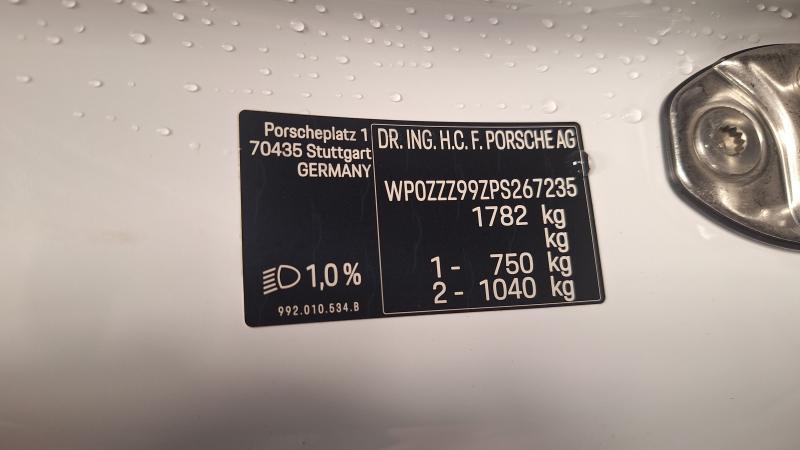 Porscheplatz 1
70435 Stuttgart
GERMANY
1,0 %
992.010.534.B
DR. ING. H.C. F. PORSCHE AG
WP0ZZZ99ZPS267235
1782 kg
kg
1 - 750 kg
2 - 1040 kg